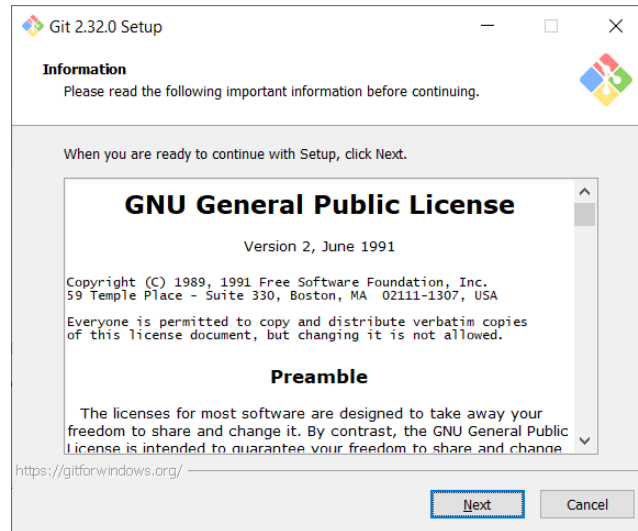 Git 2.32.0 Setup
Information
Please read the following important information before continuing.
When you are ready to continue with Setup, click Next.
GNU General Public License
Version 2, June 1991
Copyright (C) 1989, 1991 Free Software Foundation, Inc.
59 Temple Place - Suite 330, Boston, MA  02111-1307, USA
Everyone is permitted to copy and distribute verbatim copies
of this license document, but changing it is not allowed.
Preamble
The licenses for most software are designed to take away your
freedom to share and change it. By contrast, the GNU General Public
License is intended to guarantee your freedom to share and change
https://gitforwindows.org/
Next
Cancel